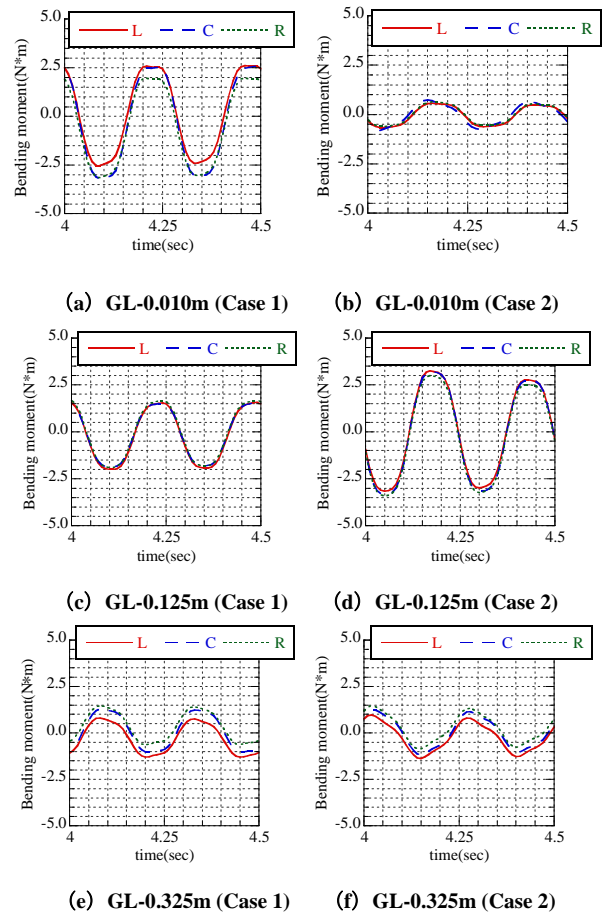 L C R
L C R
Bending moment(N*m)
5.0
2.5
0.0
-2.5
-5.0
4 4.25 4.5
time(sec)
Bending moment(N*m)
5.0
2.5
0.0
-2.5
-5.0
4 4.25 4.5
time(sec)
(a) GL-0.010m (Case 1)
(b) GL-0.010m (Case 2)
L C R
L C R
Bending moment(N*m)
5.0
2.5
0.0
-2.5
-5.0
4 4.25 4.5
time(sec)
Bending moment(N*m)
5.0
2.5
0.0
-2.5
-5.0
4 4.25 4.5
time(sec)
(c) GL-0.125m (Case 1)
(d) GL-0.125m (Case 2)
L C R
L C R
Bending moment(N*m)
5.0
2.5
0.0
-2.5
-5.0
4 4.25 4.5
time(sec)
Bending moment(N*m)
5.0
2.5
0.0
-2.5
-5.0
4 4.25 4.5
time(sec)
(e) GL-0.325m (Case 1)
(f) GL-0.325m (Case 2)